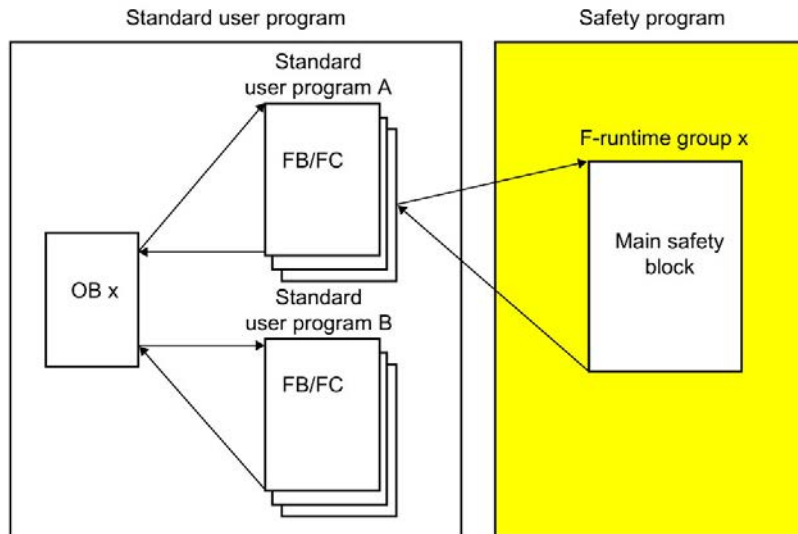 Standard user program
Safety program
Standard
user program A
FB/FC
F-runtime group x
Main safety
block
OB x
Standard
user program B
FB/FC